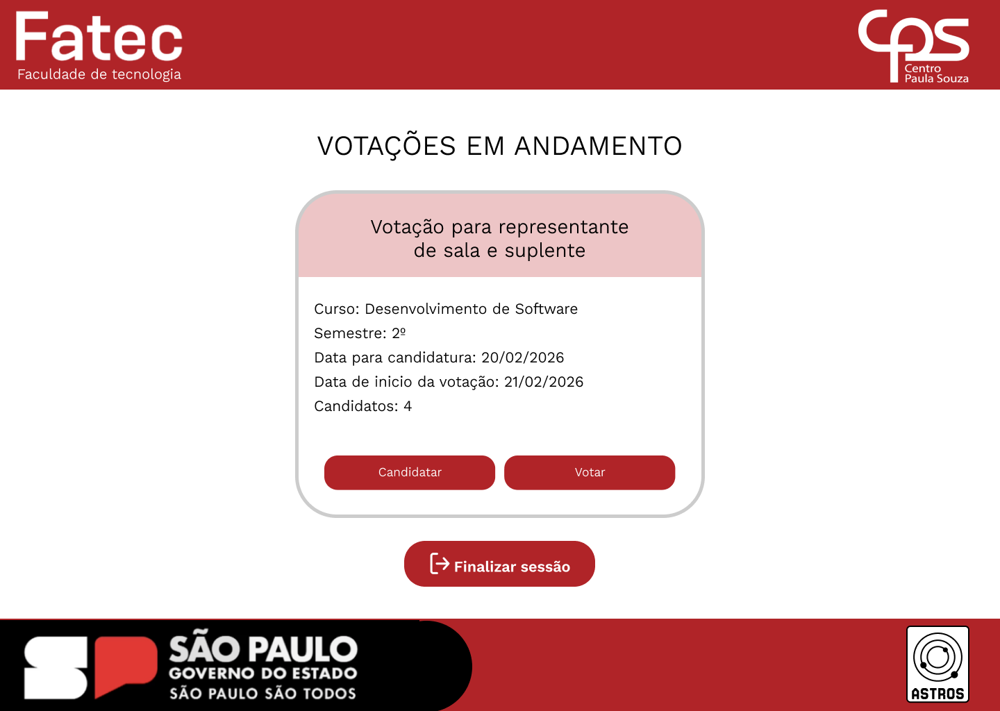 Fatec
Faculdade de tecnologia
CPS
Centro
Paula Souza
VOTAÇÕES EM ANDAMENTO
Votação para representante
de sala e suplente
Curso: Desenvolvimento de Software
Semestre: 2º
Data para candidatura: 20/02/2026
Data de inicio da votação: 21/02/2026
Candidatos: 4
Candidatar
Votar
Finalizar sessão
SP
SÃO PAULO
GOVERNO DO ESTADO
SÃO PAULO SÃO TODOS
ASTROS